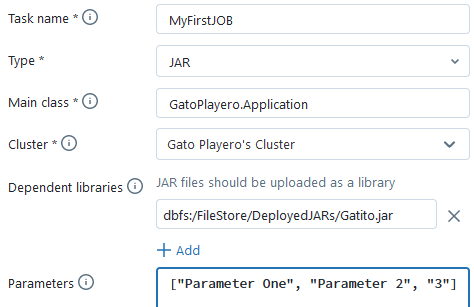 Task name * ⓘ MyFirstJOB
Type * JAR
Main class * ⓘ GatoPlayero.Application
Cluster * ⓘ Gato Playero's Cluster
Dependent libraries ⓘ JAR files should be uploaded as a library
dbfs:/FileStore/DeployedJARs/Gatito.jar
+ Add
Parameters ⓘ ["Parameter One", "Parameter 2", "3"]